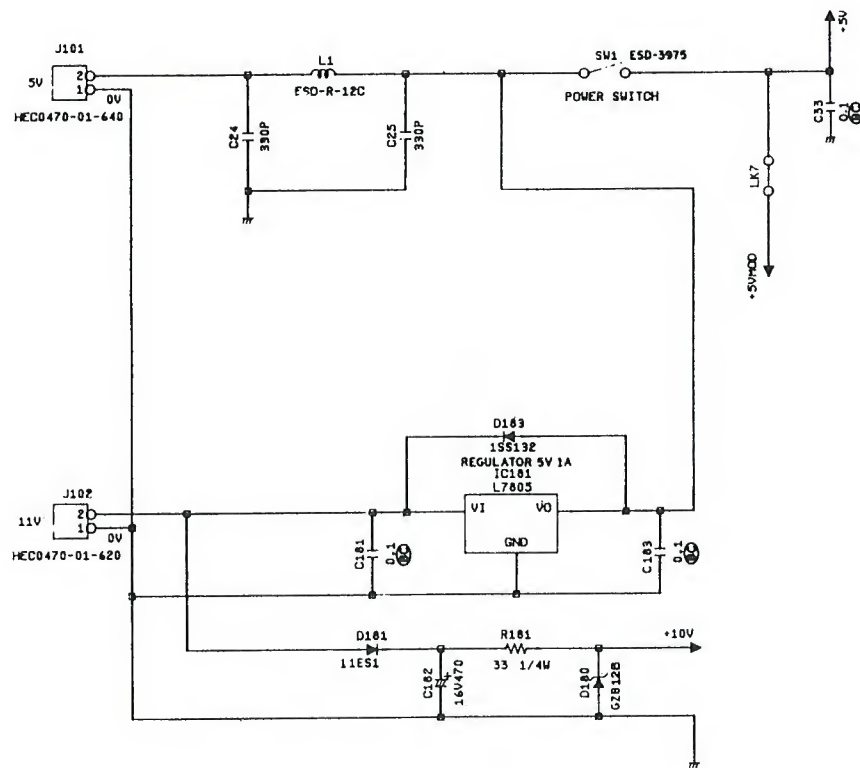 J101
5V
2
1
0V
HEC0470-01-640
L1
ESD-R-12C
C24
330P
C25
330P
SW1 ESD-3975
POWER SWITCH
+5V
C33
0.1
LK7
+5VMOD
D183
1SS132
REGULATOR 5V 1A
IC181
L7805
VI
VO
GND
J102
11V
2
1
0V
HEC0470-01-620
C181
0.1
C183
0.1
D181
11ES1
R181
33 1/4W
+10V
C182
+
16V470
D180
GZB12B